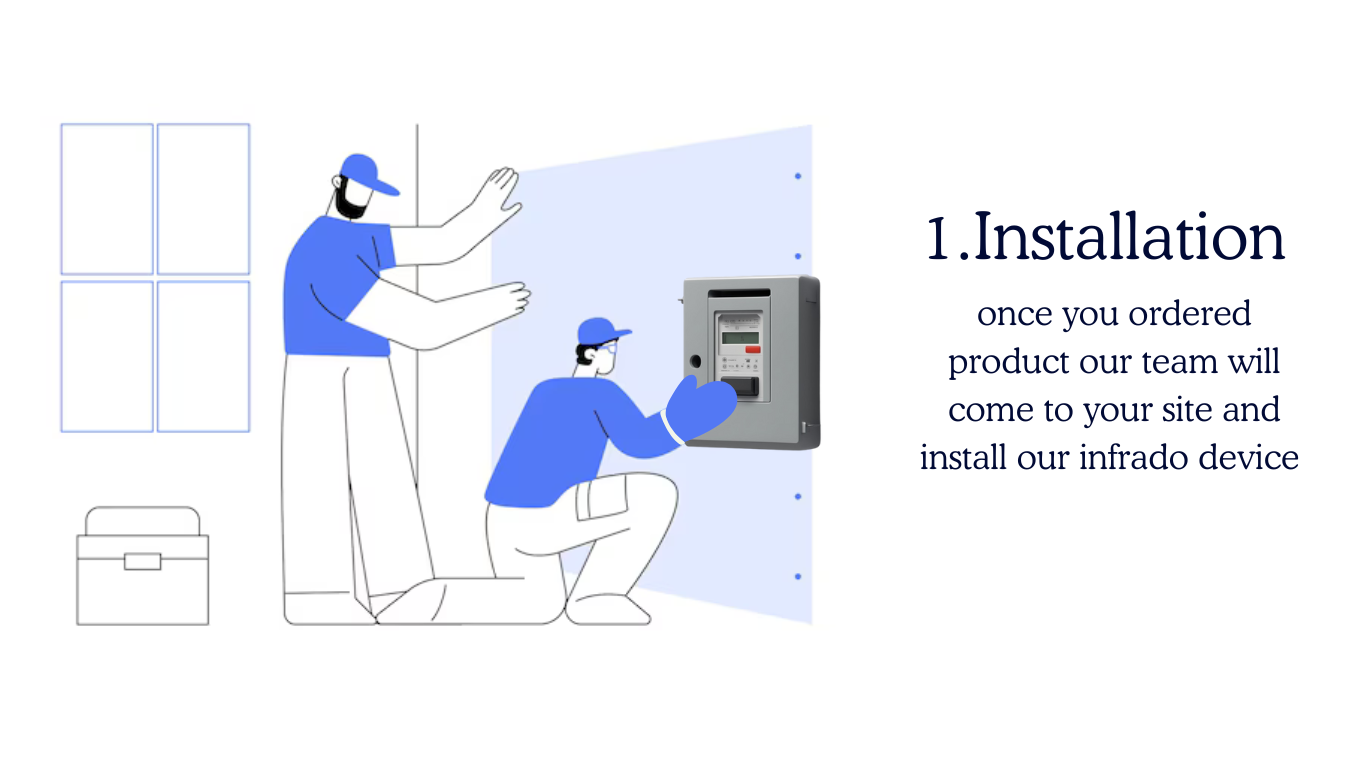 1.Installation
once you ordered
product our team will
come to your site and
install our infrado device